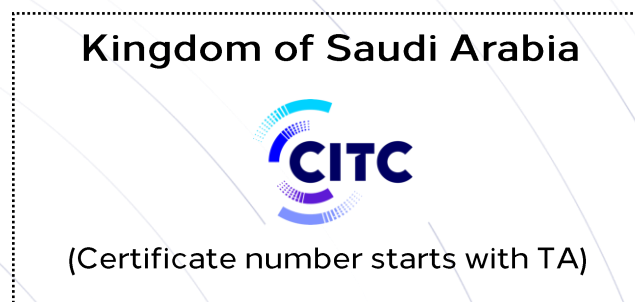 Kingdom of Saudi Arabia
CITC
(Certificate number starts with TA)